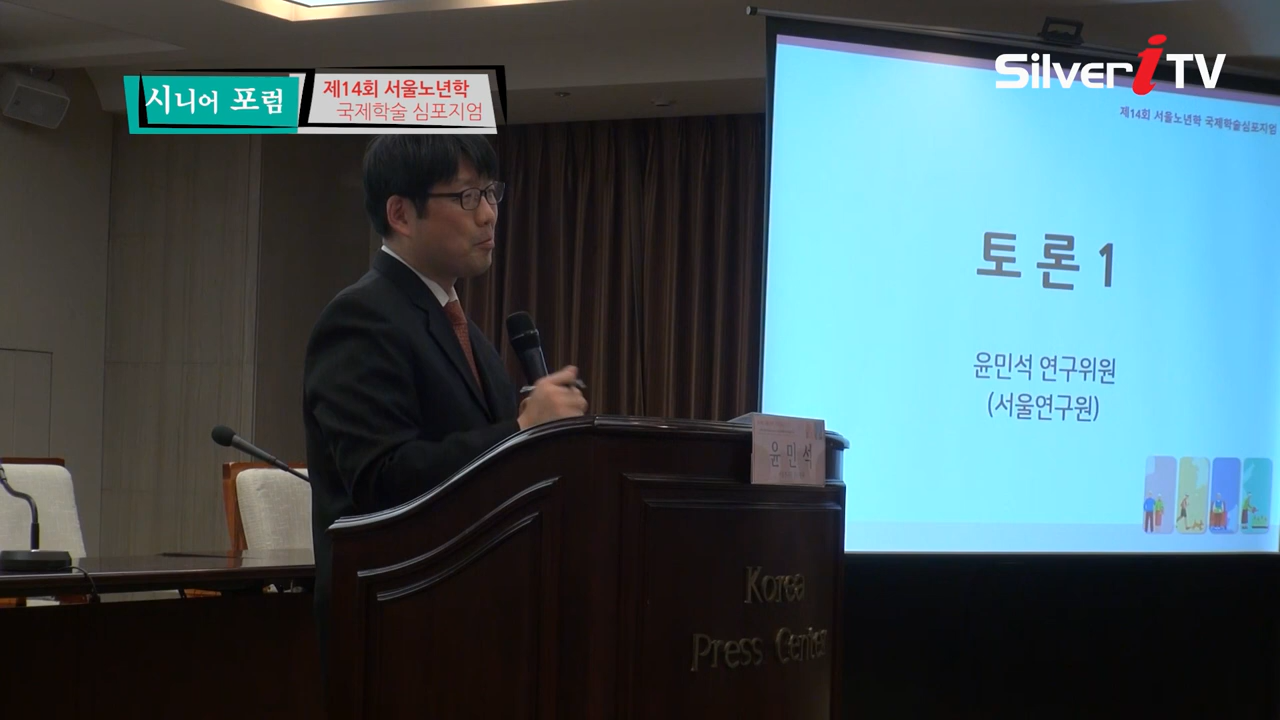 시니어 포럼
제14회 서울노년학
국제학술 심포지엄
Silver i TV
제14회 서울노년학 국제학술심포지엄
토론 1
윤민석 연구위원
(서울연구원)
윤민석
Korea
Press Center